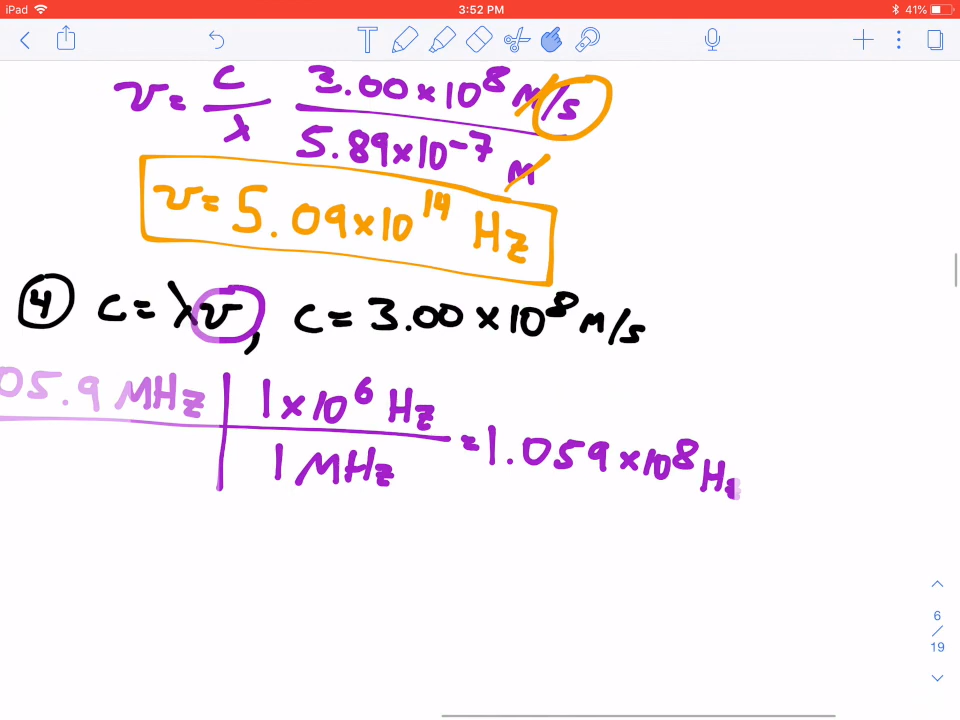 iPad 3:52 PM 41%
ν = c/λ 3.00×10⁸ m/s / 5.89×10⁻⁷ m
ν = 5.09×10¹⁴ Hz
④ c = λν, c = 3.00×10⁸ m/s
05.9 MHz | 1×10⁶ Hz / 1 MHz = 1.059×10⁸ Hz
6
/
19